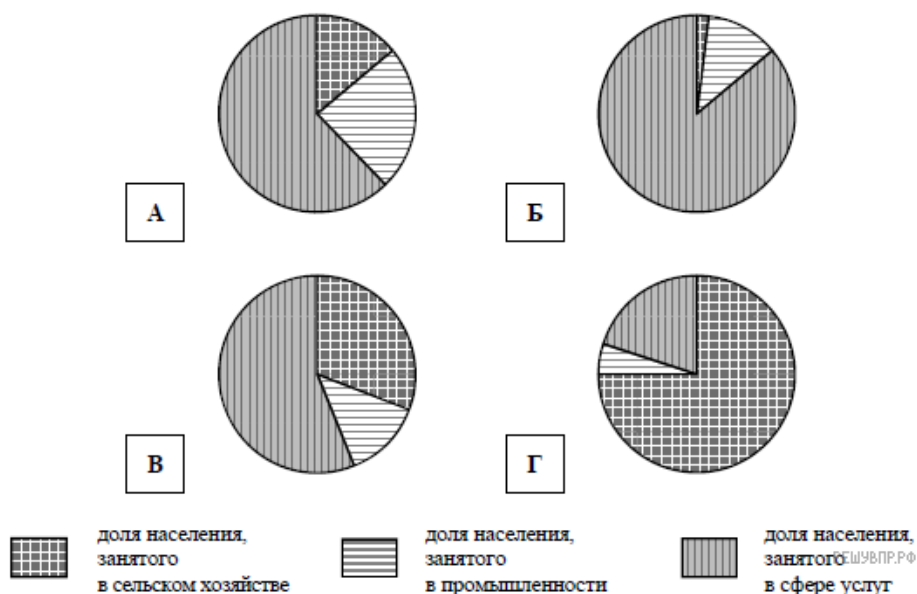 А
Б
В
Г
доля населения,
занятого
в сельском хозяйстве
доля населения,
занятого
в промышленности
доля населения,
занятого
в сфере услуг
РЕШУВПР.РФ